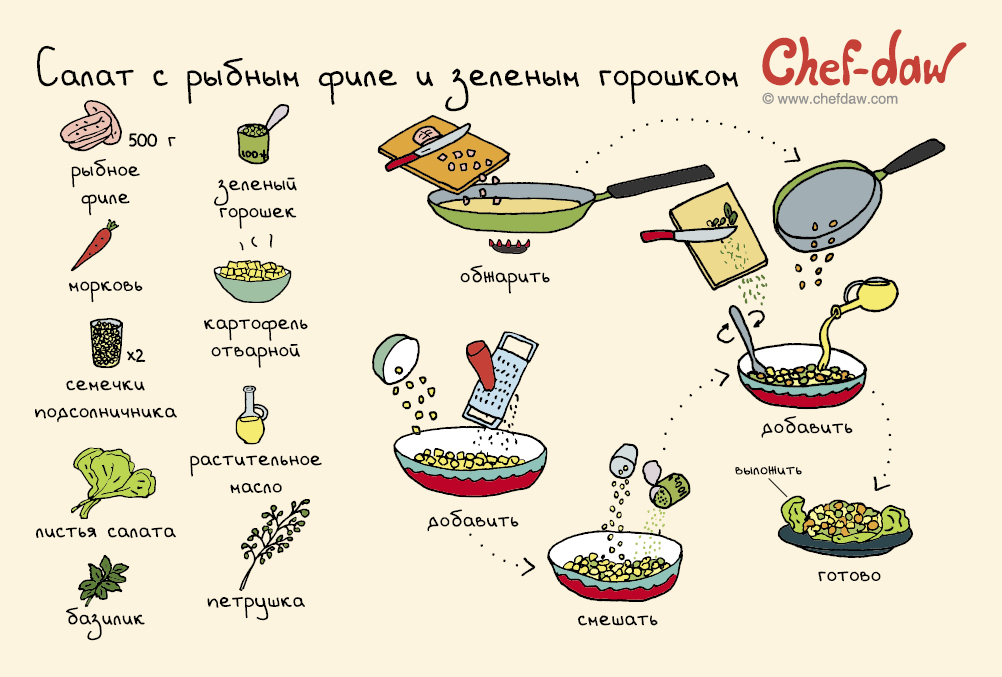 Салат с рыбным филе и зеленым горошком
Chef-daw
© www.chefdaw.com
500 г
рыбное
филе
100+
зеленый
горошек
морковь
картофель
отварной
x2
семечки
подсолничника
растительное
масло
листья салата
петрушка
базилик
обжарить
добавить
смешать
добавить
выложить
готово